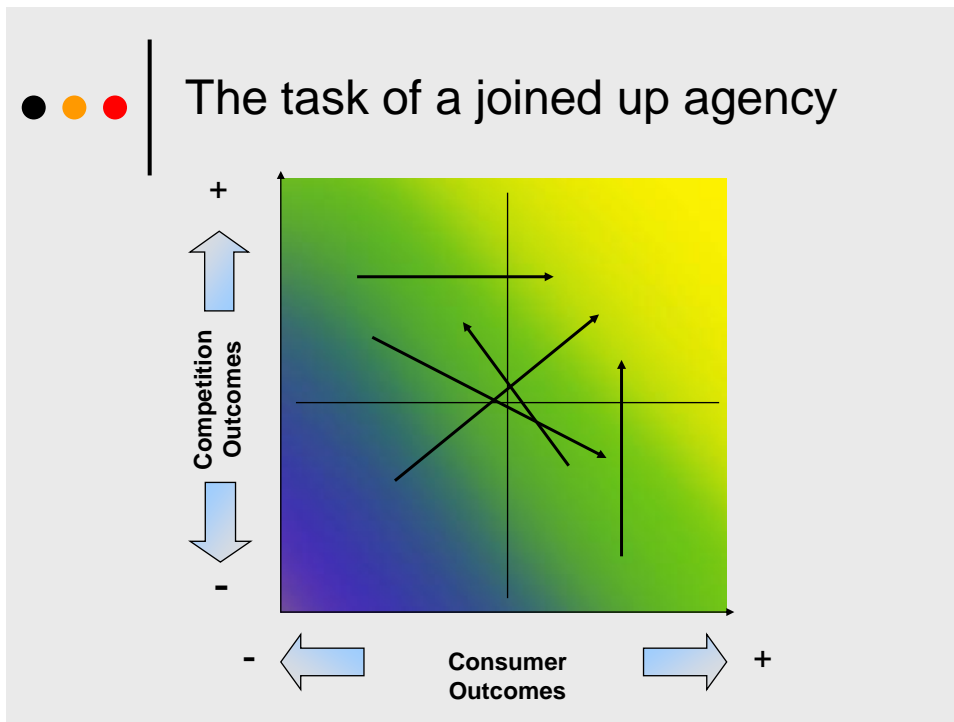 The task of a joined up agency
+
Competition
Outcomes
-
-
Consumer
Outcomes
+